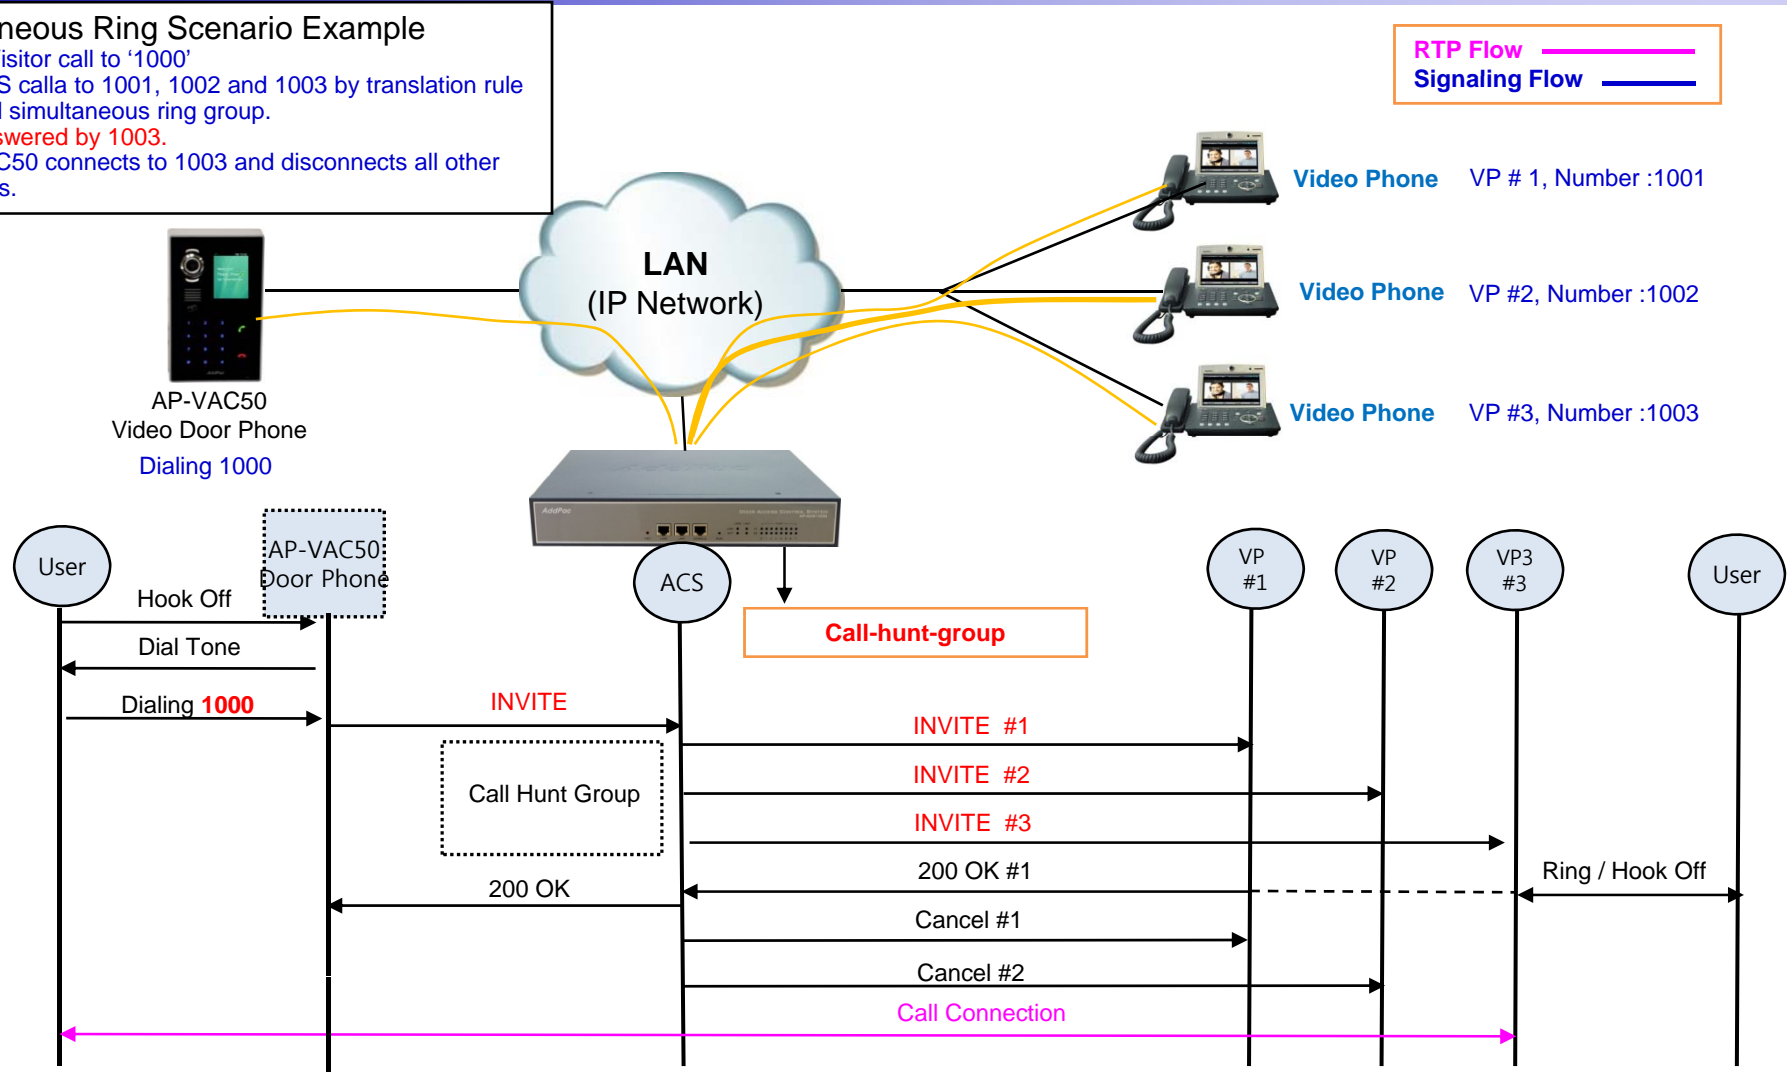 neous Ring Scenario Example
isitor call to ‘1000’
S calla to 1001, 1002 and 1003 by translation rule
l simultaneous ring group.
swered by 1003.
C50 connects to 1003 and disconnects all other
s.
RTP Flow
Signaling Flow
Video Phone VP # 1, Number :1001
LAN
(IP Network)
Video Phone VP #2, Number :1002
Video Phone VP #3, Number :1003
AP-VAC50
Video Door Phone
Dialing 1000
AddPac
User
AP-VAC50
Door Phone
ACS
VP
#1
VP
#2
VP3
#3
User
Call-hunt-group
Hook Off
Dial Tone
Dialing 1000
INVITE
INVITE #1
INVITE #2
Call Hunt Group
INVITE #3
200 OK #1
Ring / Hook Off
200 OK
Cancel #1
Cancel #2
Call Connection